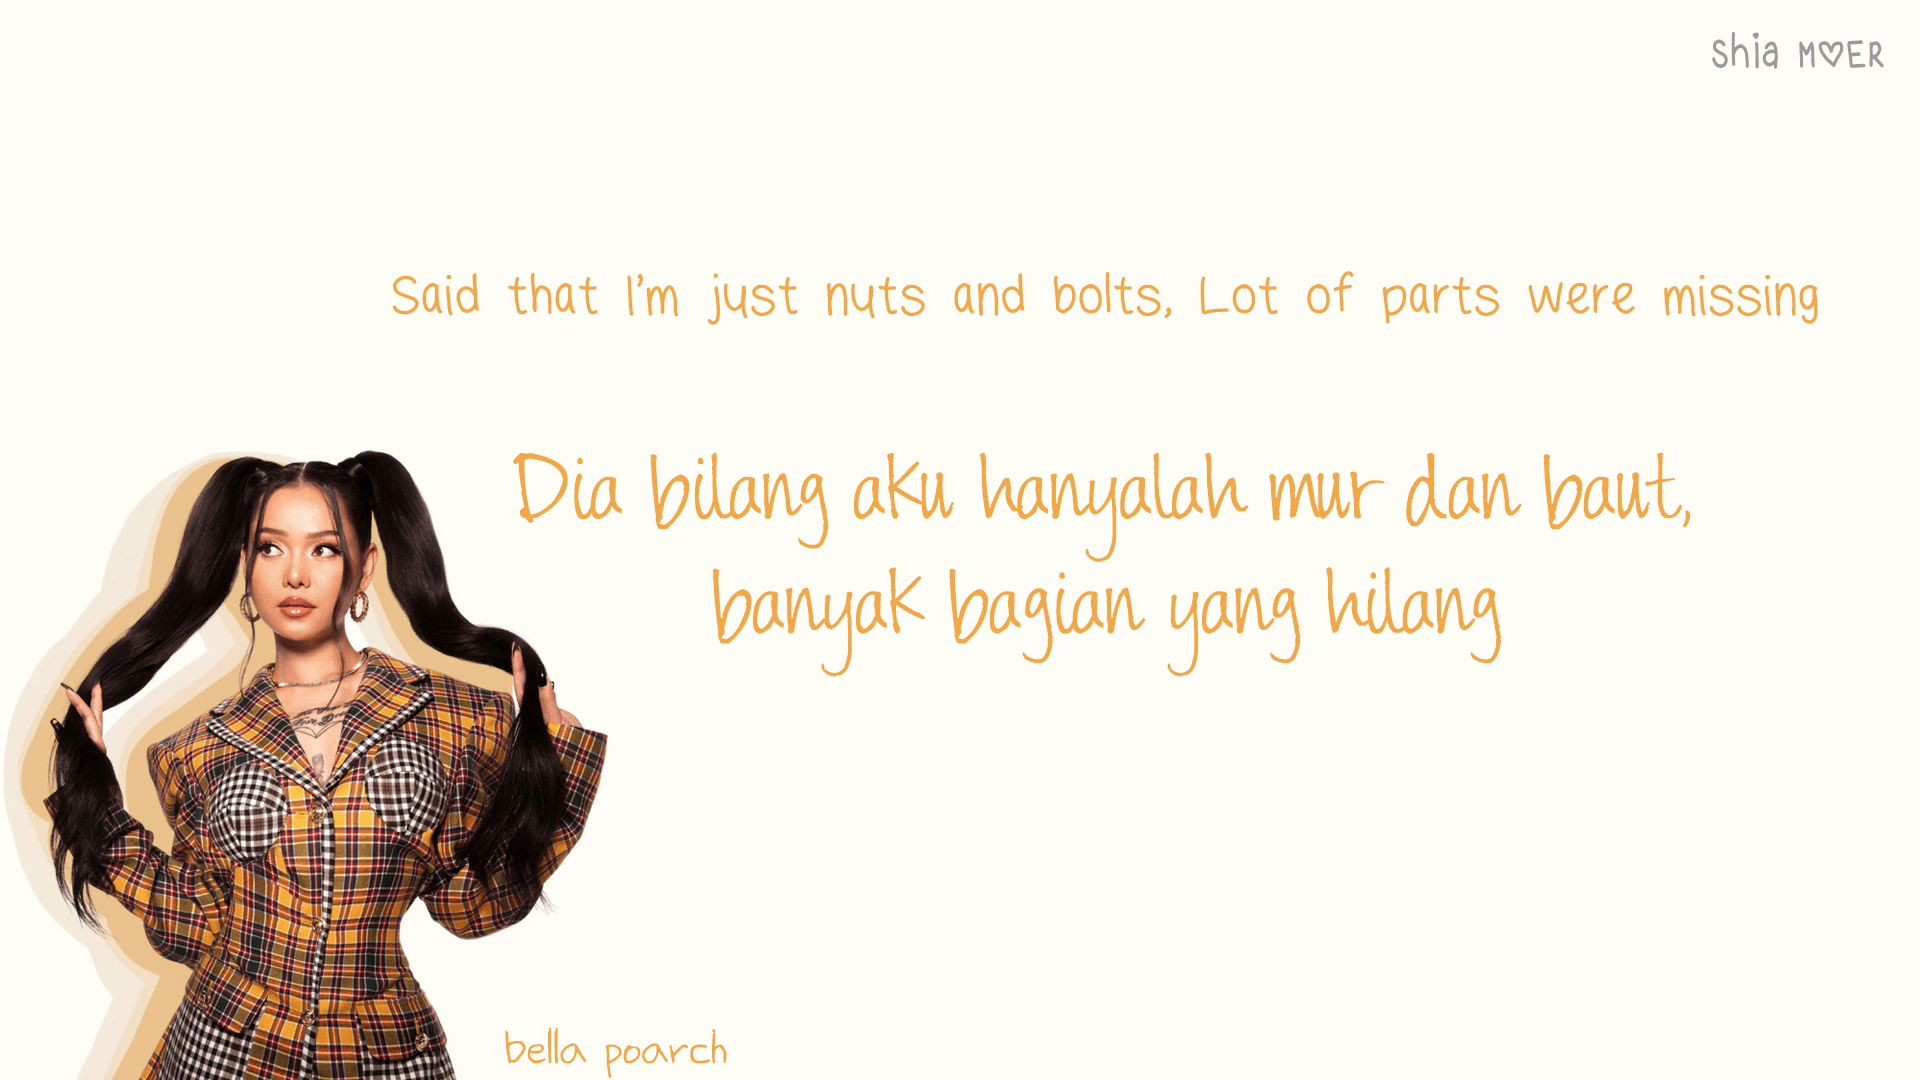 Shia M♡ER
Said that I'm just nuts and bolts, Lot of parts were missing
Dia bilang aku hanyalah mur dan baut,
banyak bagian yang hilang
bella poarch